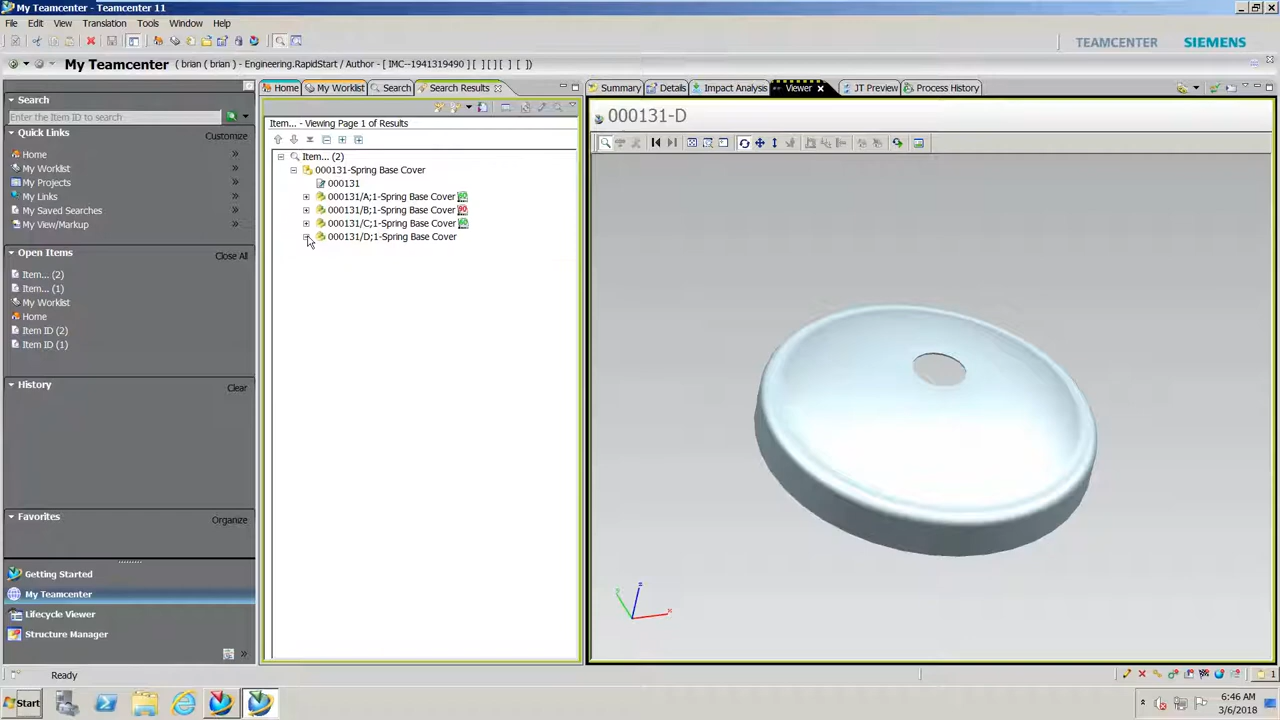 My Teamcenter - Teamcenter 11
File Edit View Translation Tools Window Help
TEAMCENTER SIEMENS
My Teamcenter ( brian ( brian ) - Engineering.RapidStart / Author - [ IMC--1941319490 ] [ ] [ ] [ ] )
Search
Enter the Item ID to search
Quick Links Customize
Home
My Worklist
My Projects
My Links
My Saved Searches
My View/Markup
Open Items Close All
Item... (2)
Item... (1)
My Worklist
Home
Item ID (2)
Item ID (1)
History Clear
Favorites Organize
Getting Started
My Teamcenter
Lifecycle Viewer
Structure Manager
Home My Worklist Search Search Results
Item... - Viewing Page 1 of Results
Item... (2)
000131-Spring Base Cover
000131
000131/A;1-Spring Base Cover
000131/B;1-Spring Base Cover
000131/C;1-Spring Base Cover
000131/D;1-Spring Base Cover
Summary Details Impact Analysis Viewer JT Preview Process History
000131-D
Ready
1
Start
6:46 AM
3/6/2018